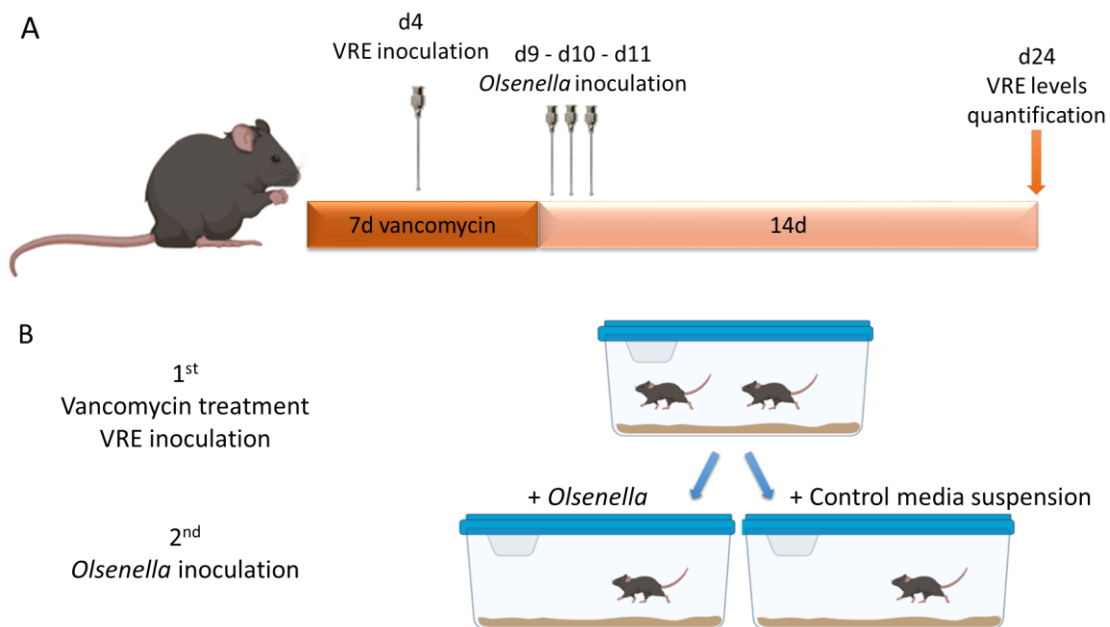 A
d4
VRE inoculation
d9 - d10 - d11
Olsenella inoculation
d24
VRE levels
quantification
7d vancomycin
14d
B
1st
Vancomycin treatment
VRE inoculation
+ Olsenella
+ Control media suspension
2nd
Olsenella inoculation